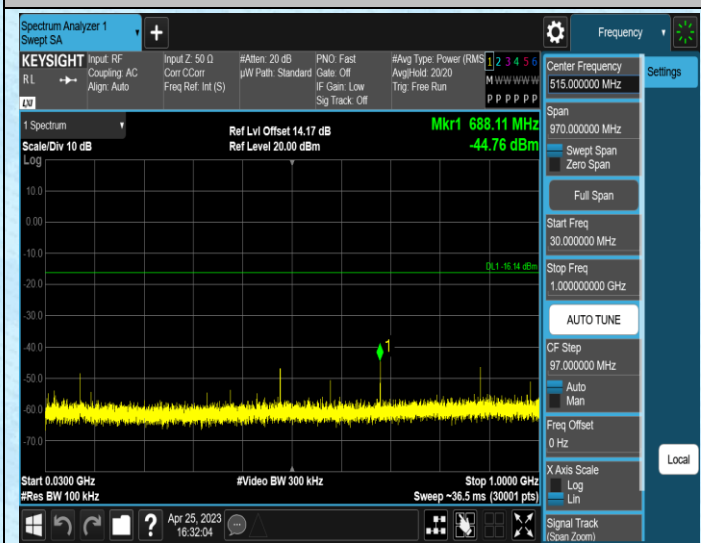 Spectrum Analyzer 1
Swept SA
Frequency
KEYSIGHT
RL
LXI
Input: RF
Coupling: AC
Align: Auto
Input Z: 50 Ω
Corr CCorr
Freq Ref: Int (S)
#Atten: 20 dB
µW Path: Standard
PNO: Fast
Gate: Off
IF Gain: Low
Sig Track: Off
#Avg Type: Power (RMS
Avg|Hold: 20/20
Trig: Free Run
1 2 3 4 5 6
M W W W W W
P P P P P P
1 Spectrum
Scale/Div 10 dB
Log
Ref Lvl Offset 14.17 dB
Ref Level 20.00 dBm
Mkr1 688.11 MHz
-44.76 dBm
10.0
0.00
-10.0
DL1 -16.14 dBm
-20.0
-30.0
-40.0
1
-50.0
-60.0
-70.0
Start 0.0300 GHz
#Res BW 100 kHz
#Video BW 300 kHz
Stop 1.0000 GHz
Sweep ~36.5 ms (30001 pts)
Apr 25, 2023
16:32:04
Center Frequency
515.000000 MHz
Span
970.000000 MHz
Swept Span
Zero Span
Full Span
Start Freq
30.000000 MHz
Stop Freq
1.000000000 GHz
AUTO TUNE
CF Step
97.000000 MHz
Auto
Man
Freq Offset
0 Hz
X Axis Scale
Log
Lin
Signal Track
(Span Zoom)
Settings
Local